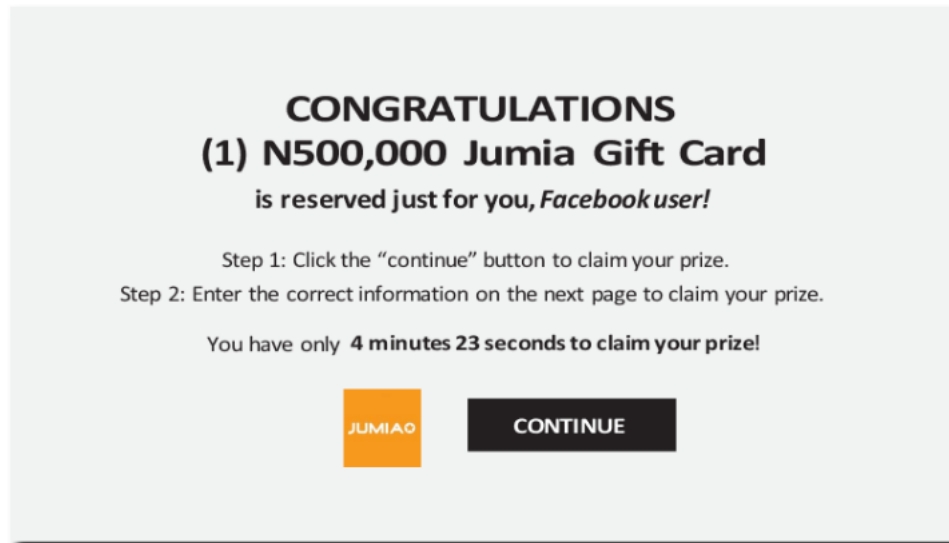 CONGRATULATIONS
(1) N500,000 Jumia Gift Card
is reserved just for you, Facebook user!
Step 1: Click the “continue” button to claim your prize.
Step 2: Enter the correct information on the next page to claim your prize.
You have only 4 minutes 23 seconds to claim your prize!
JUMIA
CONTINUE